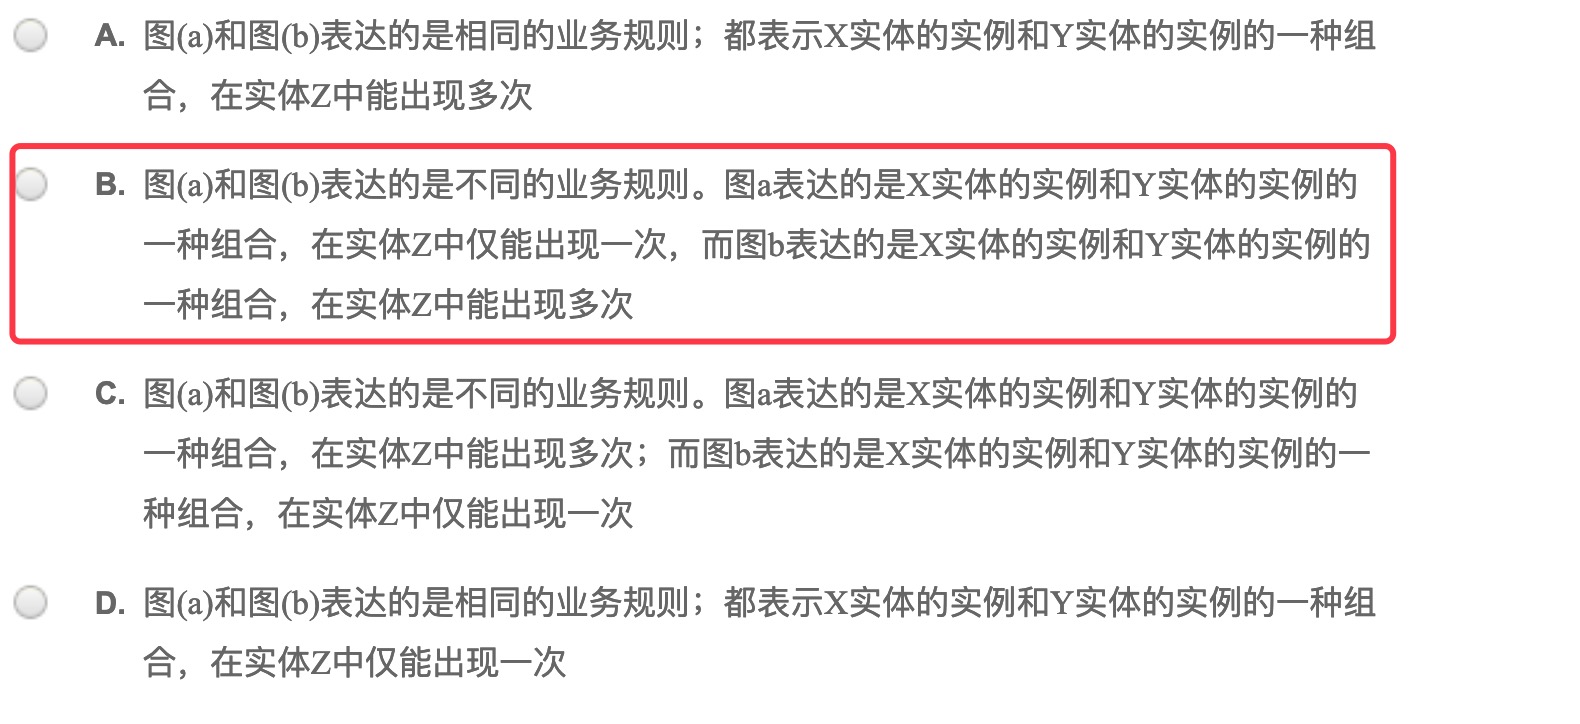 A. 图(a)和图(b)表达的是相同的业务规则；都表示X实体的实例和Y实体的实例的一种组
合，在实体Z中能出现多次
B. 图(a)和图(b)表达的是不同的业务规则。图a表达的是X实体的实例和Y实体的实例的
一种组合，在实体Z中仅能出现一次，而图b表达的是X实体的实例和Y实体的实例的
一种组合，在实体Z中能出现多次
C. 图(a)和图(b)表达的是不同的业务规则。图a表达的是X实体的实例和Y实体的实例的
一种组合，在实体Z中能出现多次；而图b表达的是X实体的实例和Y实体的实例的一
种组合，在实体Z中仅能出现一次
D. 图(a)和图(b)表达的是相同的业务规则；都表示X实体的实例和Y实体的实例的一种组
合，在实体Z中仅能出现一次